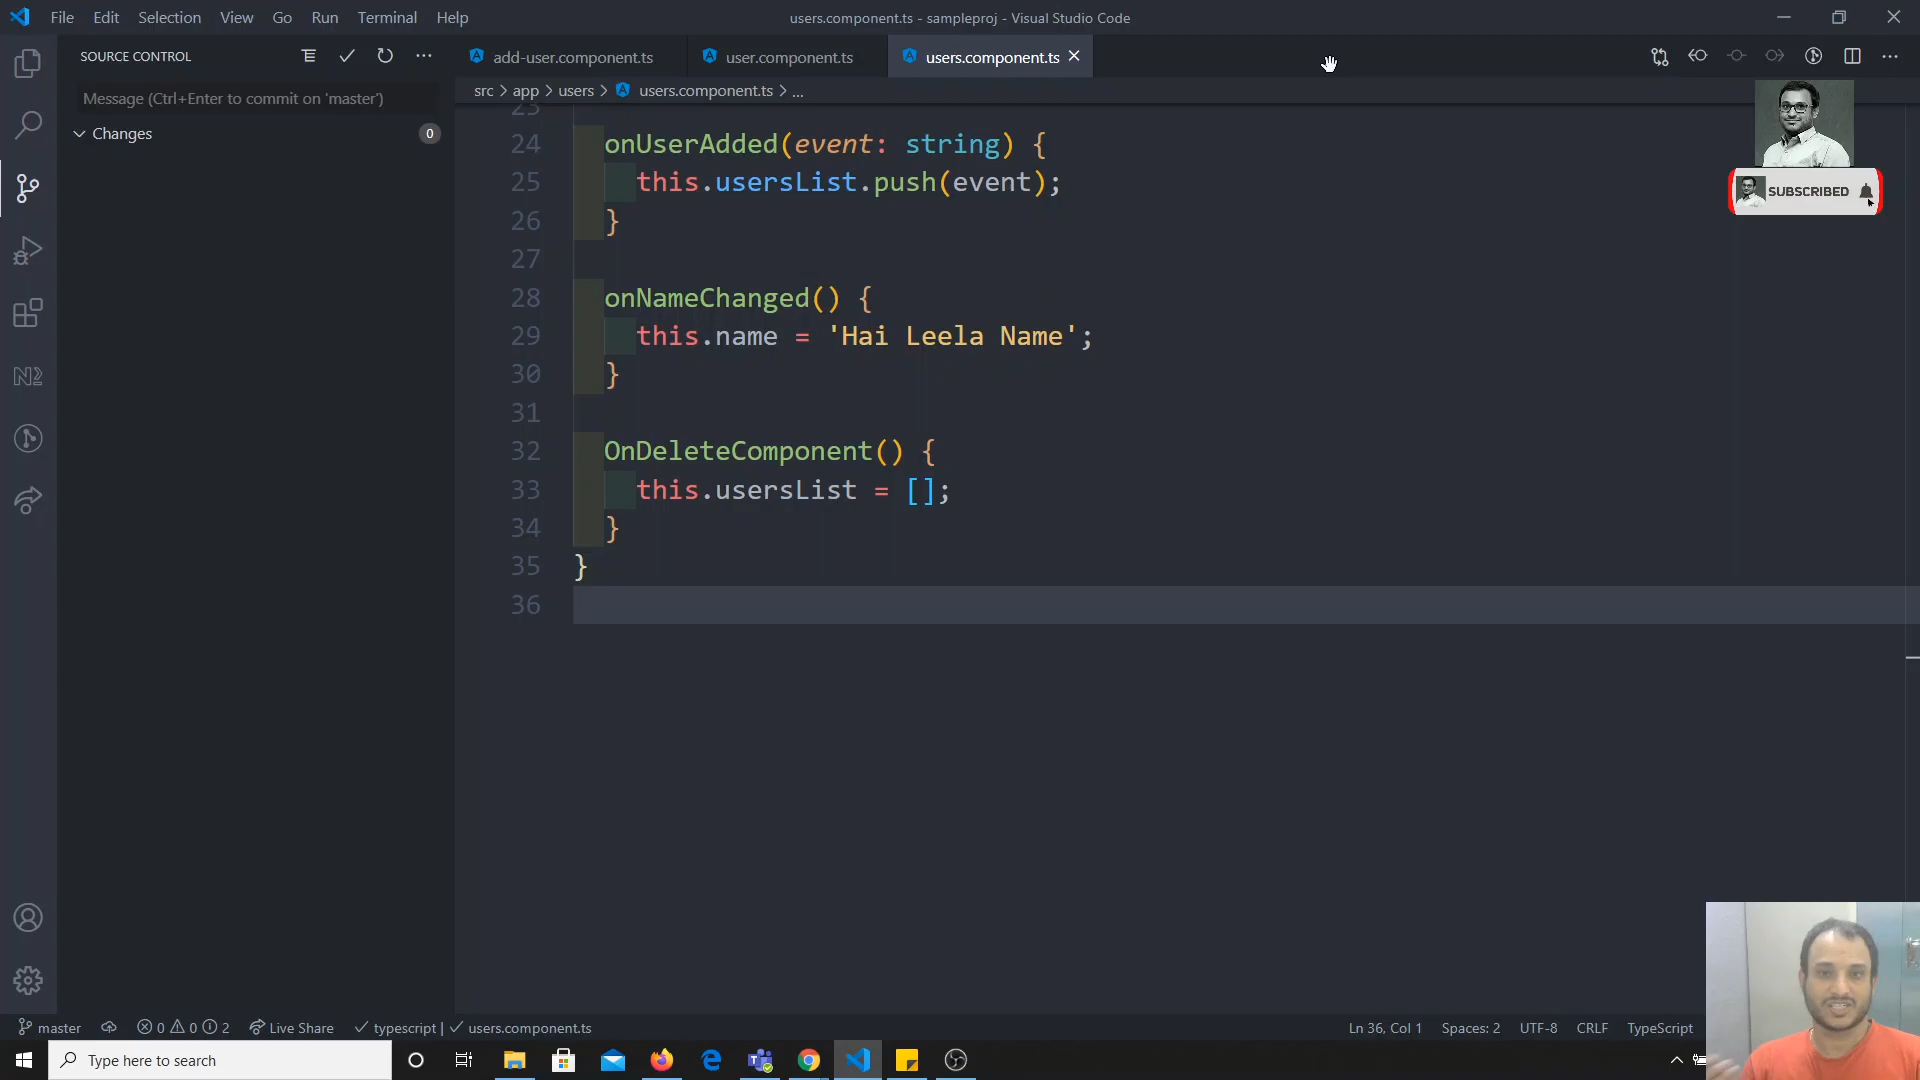 File Edit Selection View Go Run Terminal Help
users.component.ts - sampleproj - Visual Studio Code
SOURCE CONTROL
add-user.component.ts
user.component.ts
users.component.ts
Message (Ctrl+Enter to commit on 'master')
Changes
0
src > app > users > users.component.ts > ...
23
24 onUserAdded(event: string) {
25 this.usersList.push(event);
26 }
27
28 onNameChanged() {
29 this.name = 'Hai Leela Name';
30 }
31
32 OnDeleteComponent() {
33 this.usersList = [];
34 }
35 }
36
SUBSCRIBED
master 0 0 2 Live Share typescript | users.component.ts
Ln 36, Col 1 Spaces: 2 UTF-8 CRLF TypeScript
Type here to search